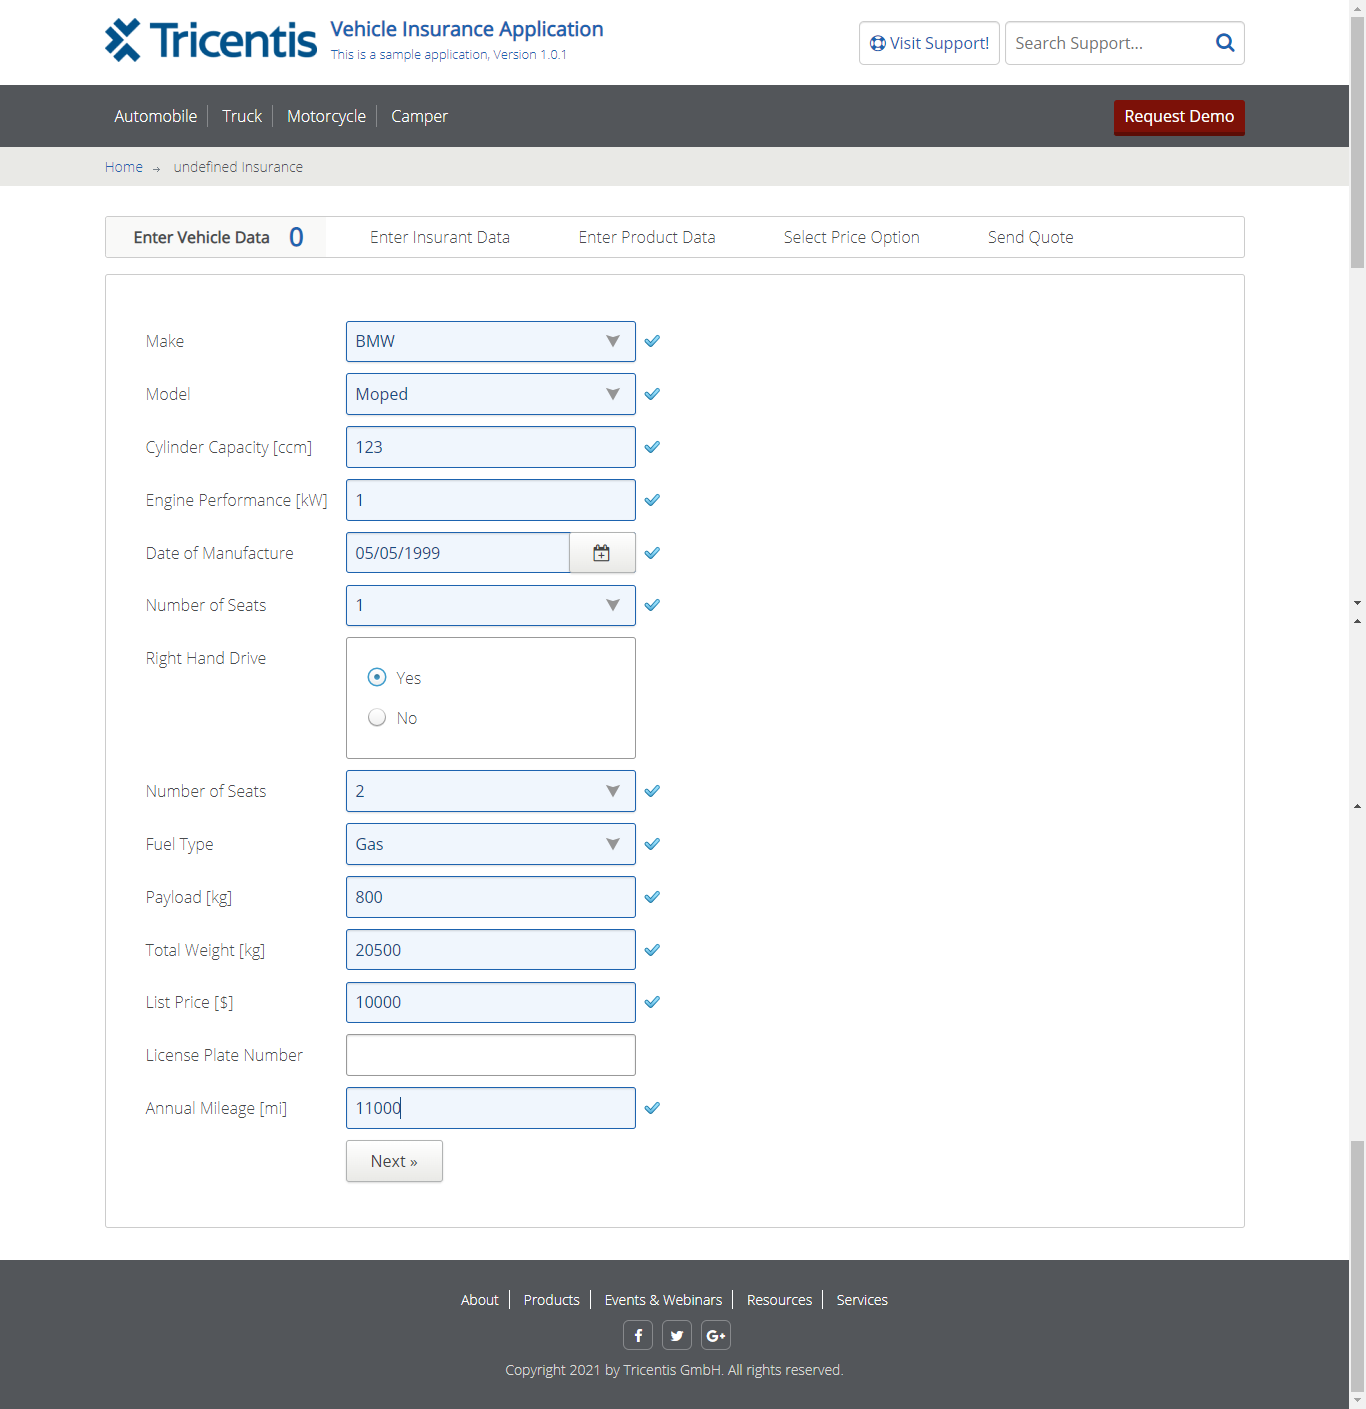 Tricentis
Vehicle Insurance Application
This is a sample application, Version 1.0.1
Visit Support!
Search Support...
Automobile
Truck
Motorcycle
Camper
Request Demo
Home → undefined Insurance
Enter Vehicle Data 0
Enter Insurant Data
Enter Product Data
Select Price Option
Send Quote
Make
BMW
Model
Moped
Cylinder Capacity [ccm]
123
Engine Performance [kW]
1
Date of Manufacture
05/05/1999
Number of Seats
1
Right Hand Drive
Yes
No
Number of Seats
2
Fuel Type
Gas
Payload [kg]
800
Total Weight [kg]
20500
List Price [$]
10000
License Plate Number
Annual Mileage [mi]
11000
Next »
About
Products
Events & Webinars
Resources
Services
G+
Copyright 2021 by Tricentis GmbH. All rights reserved.